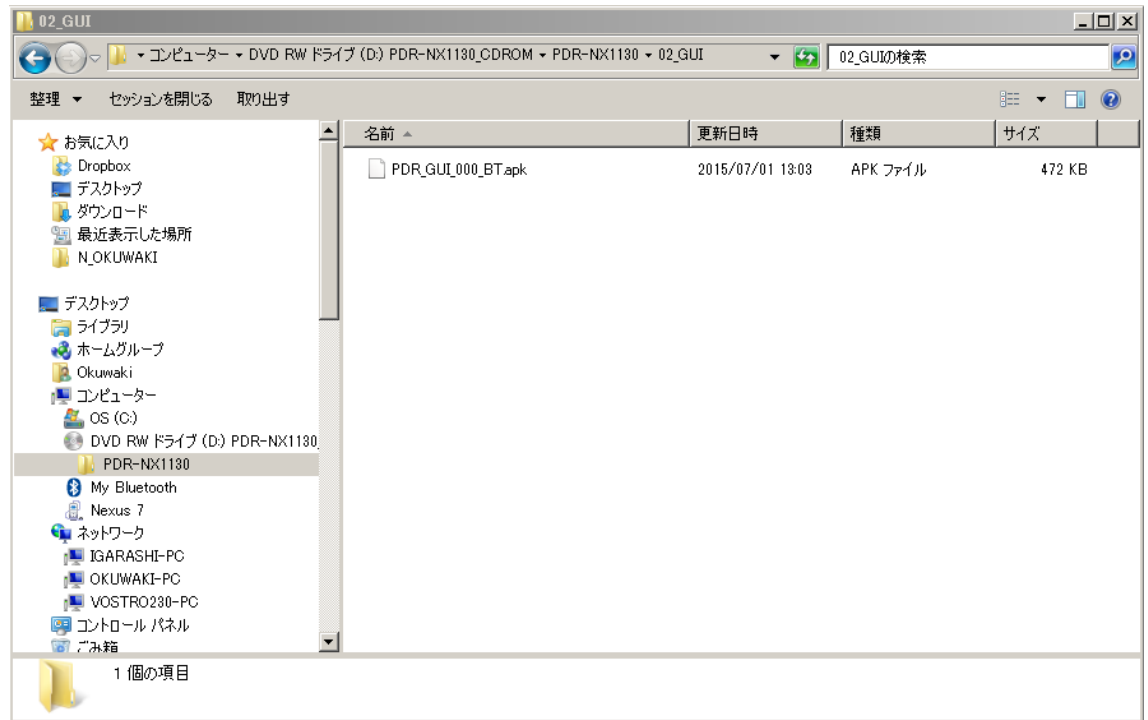 02_GUI
コンピューター DVD RW ドライブ (D:) PDR-NX1130_CDROM PDR-NX1130 02_GUI 02_GUIの検索
整理 セッションを閉じる 取り出す
名前 更新日時 種類 サイズ
PDR_GUI_000_BT.apk 2015/07/01 13:03 APK ファイル 472 KB
お気に入り
Dropbox
デスクトップ
ダウンロード
最近表示した場所
N_OKUWAKI
デスクトップ
ライブラリ
ホームグループ
Okuwaki
コンピューター
OS (C:)
DVD RW ドライブ (D:) PDR-NX1130_
PDR-NX1130
My Bluetooth
Nexus 7
ネットワーク
IGARASHI-PC
OKUWAKI-PC
VOSTRO230-PC
コントロール パネル
ごみ箱
1 個の項目